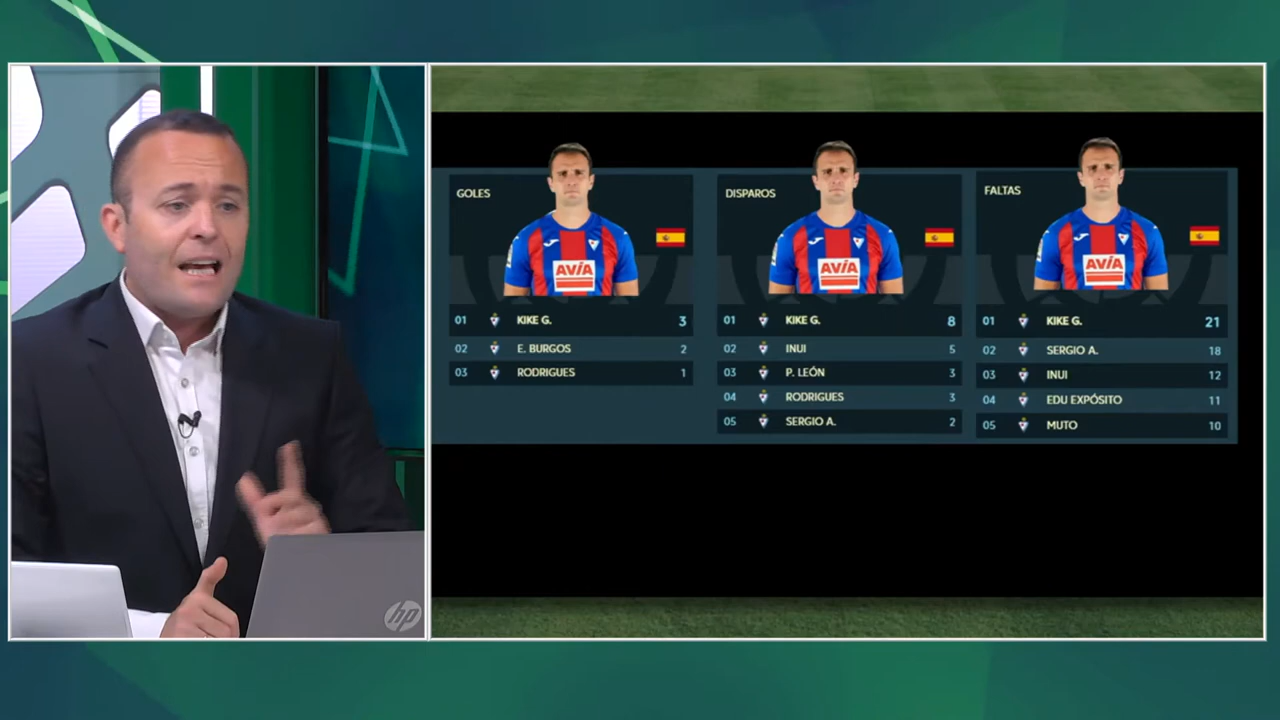 GOLES
AVIA
01 KIKE G. 3
02 E. BURGOS 2
03 RODRIGUES 1
DISPAROS
AVIA
01 KIKE G. 8
02 INUI 5
03 P. LEÓN 3
04 RODRIGUES 3
05 SERGIO A. 2
FALTAS
AVIA
01 KIKE G. 21
02 SERGIO A. 18
03 INUI 12
04 EDU EXPÓSITO 11
05 MUTO 10
hp